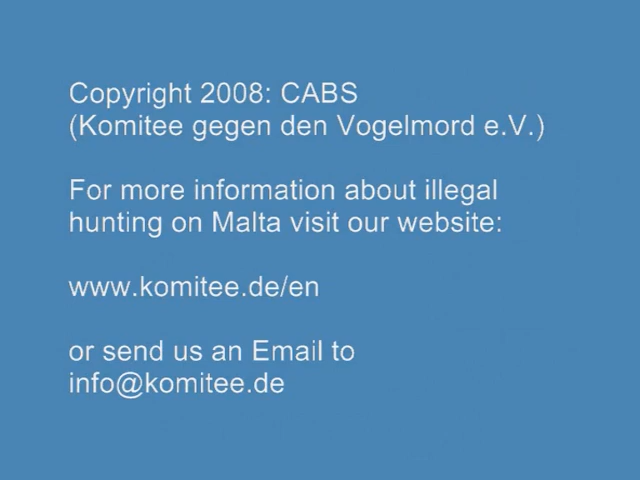 Copyright 2008: CABS
(Komitee gegen den Vogelmord e.V.)
For more information about illegal
hunting on Malta visit our website:
www.komitee.de/en
or send us an Email to
info@komitee.de